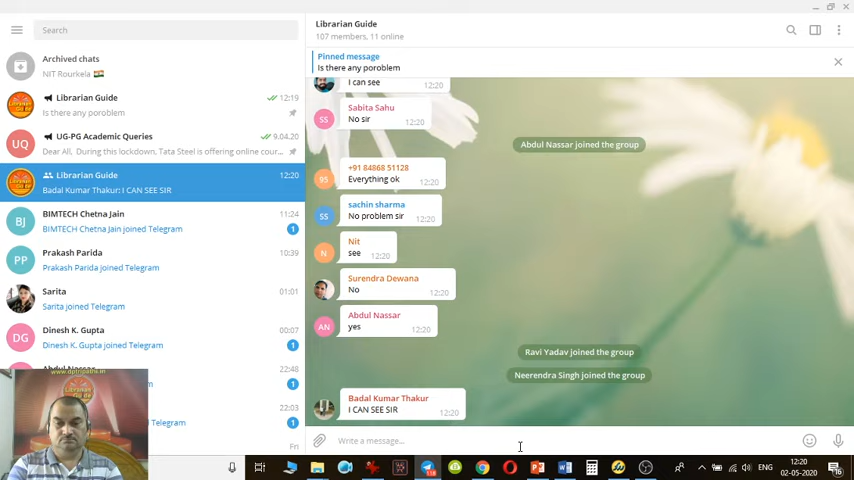 Search
Archived chats
NIT Rourkela
Librarian Guide
12:19
Is there any poroblem
UQ
UG-PG Academic Queries
9.04.20
Dear All, During this lockdown, Tata Steel is offering online cour...
Librarian Guide
12:20
Badal Kumar Thakur: I CAN SEE SIR
BJ
BIMTECH Chetna Jain
11:24
BIMTECH Chetna Jain joined Telegram
1
PP
Prakash Parida
10:39
Prakash Parida joined Telegram
Sarita
01:01
Sarita joined Telegram
DG
Dinesh K. Gupta
00:07
Dinesh K. Gupta joined Telegram
1
22:48
1
22:03
1
Fri
Librarian Guide
107 members, 11 online
Pinned message
Is there any poroblem
I can see
12:20
SS
Sabita Sahu
No sir
12:20
Abdul Nassar joined the group
9S
+91 84868 51128
Everything ok
12:20
SS
sachin sharma
No problem sir
12:20
N
Nit
see
12:20
Surendra Dewana
No
12:20
AN
Abdul Nassar
yes
12:20
Ravi Yadav joined the group
Neerendra Singh joined the group
Badal Kumar Thakur
I CAN SEE SIR
12:20
Write a message...
ENG
12:20
02-05-2020